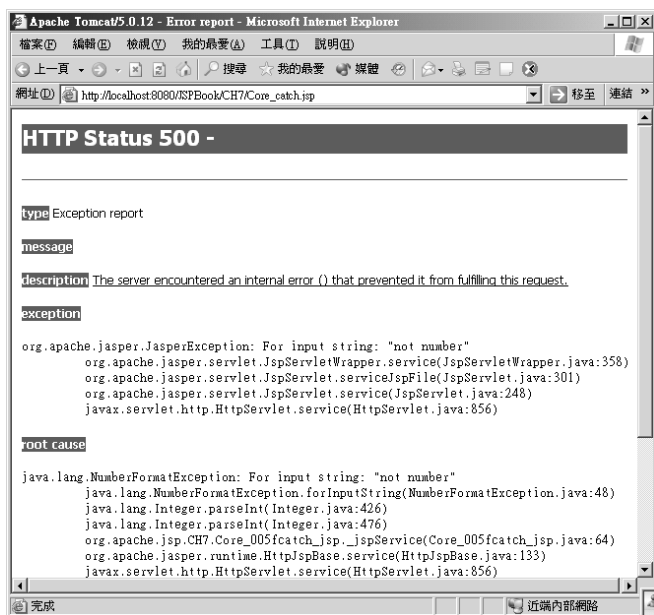 Apache Tomcat/5.0.12 - Error report - Microsoft Internet Explorer
檔案(F) 編輯(E) 檢視(V) 我的最愛(A) 工具(T) 說明(H)
上一頁 搜尋 我的最愛 媒體
網址(D) http://localhost:8080/JSPBook/CH7/Core_catch.jsp 移至 連結 »
HTTP Status 500 -
type Exception report
message
description The server encountered an internal error () that prevented it from fulfilling this request.
exception
org.apache.jasper.JasperException: For input string: "not number"
org.apache.jasper.servlet.JspServletWrapper.service(JspServletWrapper.java:358)
org.apache.jasper.servlet.JspServlet.serviceJspFile(JspServlet.java:301)
org.apache.jasper.servlet.JspServlet.service(JspServlet.java:248)
javax.servlet.http.HttpServlet.service(HttpServlet.java:856)
root cause
java.lang.NumberFormatException: For input string: "not number"
java.lang.NumberFormatException.forInputString(NumberFormatException.java:48)
java.lang.Integer.parseInt(Integer.java:426)
java.lang.Integer.parseInt(Integer.java:476)
org.apache.jsp.CH7.Core_005fcatch_jsp._jspService(Core_005fcatch_jsp.java:64)
org.apache.jasper.runtime.HttpJspBase.service(HttpJspBase.java:133)
javax.servlet.http.HttpServlet.service(HttpServlet.java:856)
完成 近端內部網路